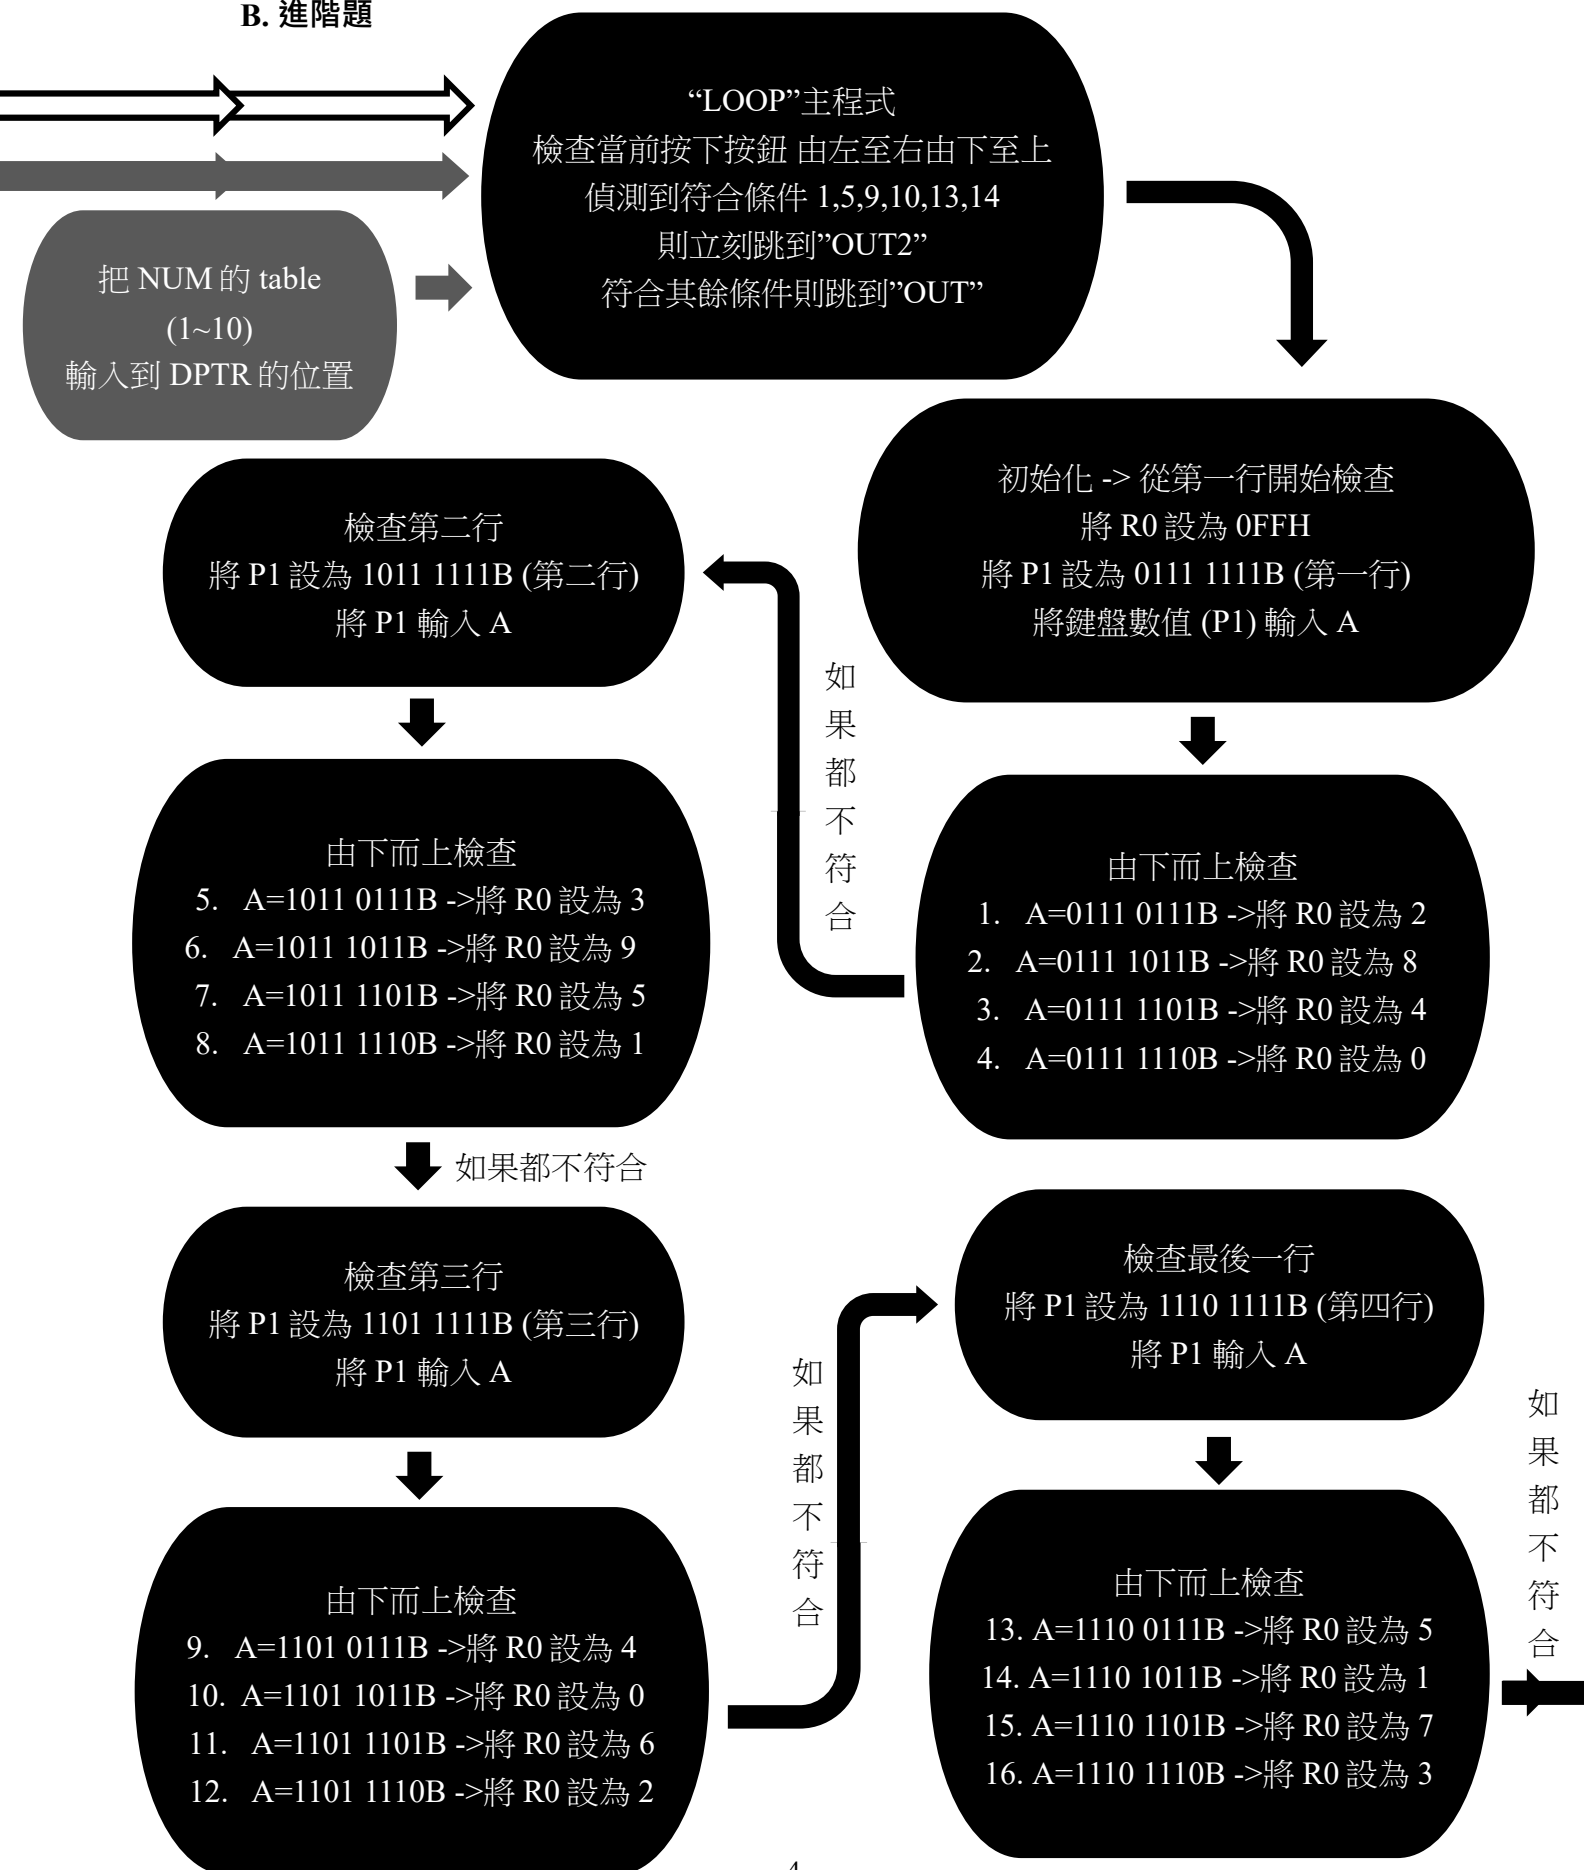 B. 進階題
“LOOP”主程式
檢查當前按下按鈕 由左至右由下至上
偵測到符合條件 1,5,9,10,13,14
則立刻跳到”OUT2”
符合其餘條件則跳到”OUT”
把 NUM 的 table
(1~10)
輸入到 DPTR 的位置
初始化 -> 從第一行開始檢查
將 R0 設為 0FFH
將 P1 設為 0111 1111B (第一行)
將鍵盤數值 (P1) 輸入 A
由下而上檢查
1. A=0111 0111B ->將 R0 設為 2
2. A=0111 1011B ->將 R0 設為 8
3. A=0111 1101B ->將 R0 設為 4
4. A=0111 1110B ->將 R0 設為 0
如果都不符合
檢查第二行
將 P1 設為 1011 1111B (第二行)
將 P1 輸入 A
由下而上檢查
5. A=1011 0111B ->將 R0 設為 3
6. A=1011 1011B ->將 R0 設為 9
7. A=1011 1101B ->將 R0 設為 5
8. A=1011 1110B ->將 R0 設為 1
如果都不符合
檢查第三行
將 P1 設為 1101 1111B (第三行)
將 P1 輸入 A
由下而上檢查
9. A=1101 0111B ->將 R0 設為 4
10. A=1101 1011B ->將 R0 設為 0
11. A=1101 1101B ->將 R0 設為 6
12. A=1101 1110B ->將 R0 設為 2
如果都不符合
檢查最後一行
將 P1 設為 1110 1111B (第四行)
將 P1 輸入 A
由下而上檢查
13. A=1110 0111B ->將 R0 設為 5
14. A=1110 1011B ->將 R0 設為 1
15. A=1110 1101B ->將 R0 設為 7
16. A=1110 1110B ->將 R0 設為 3
如果都不符合
4